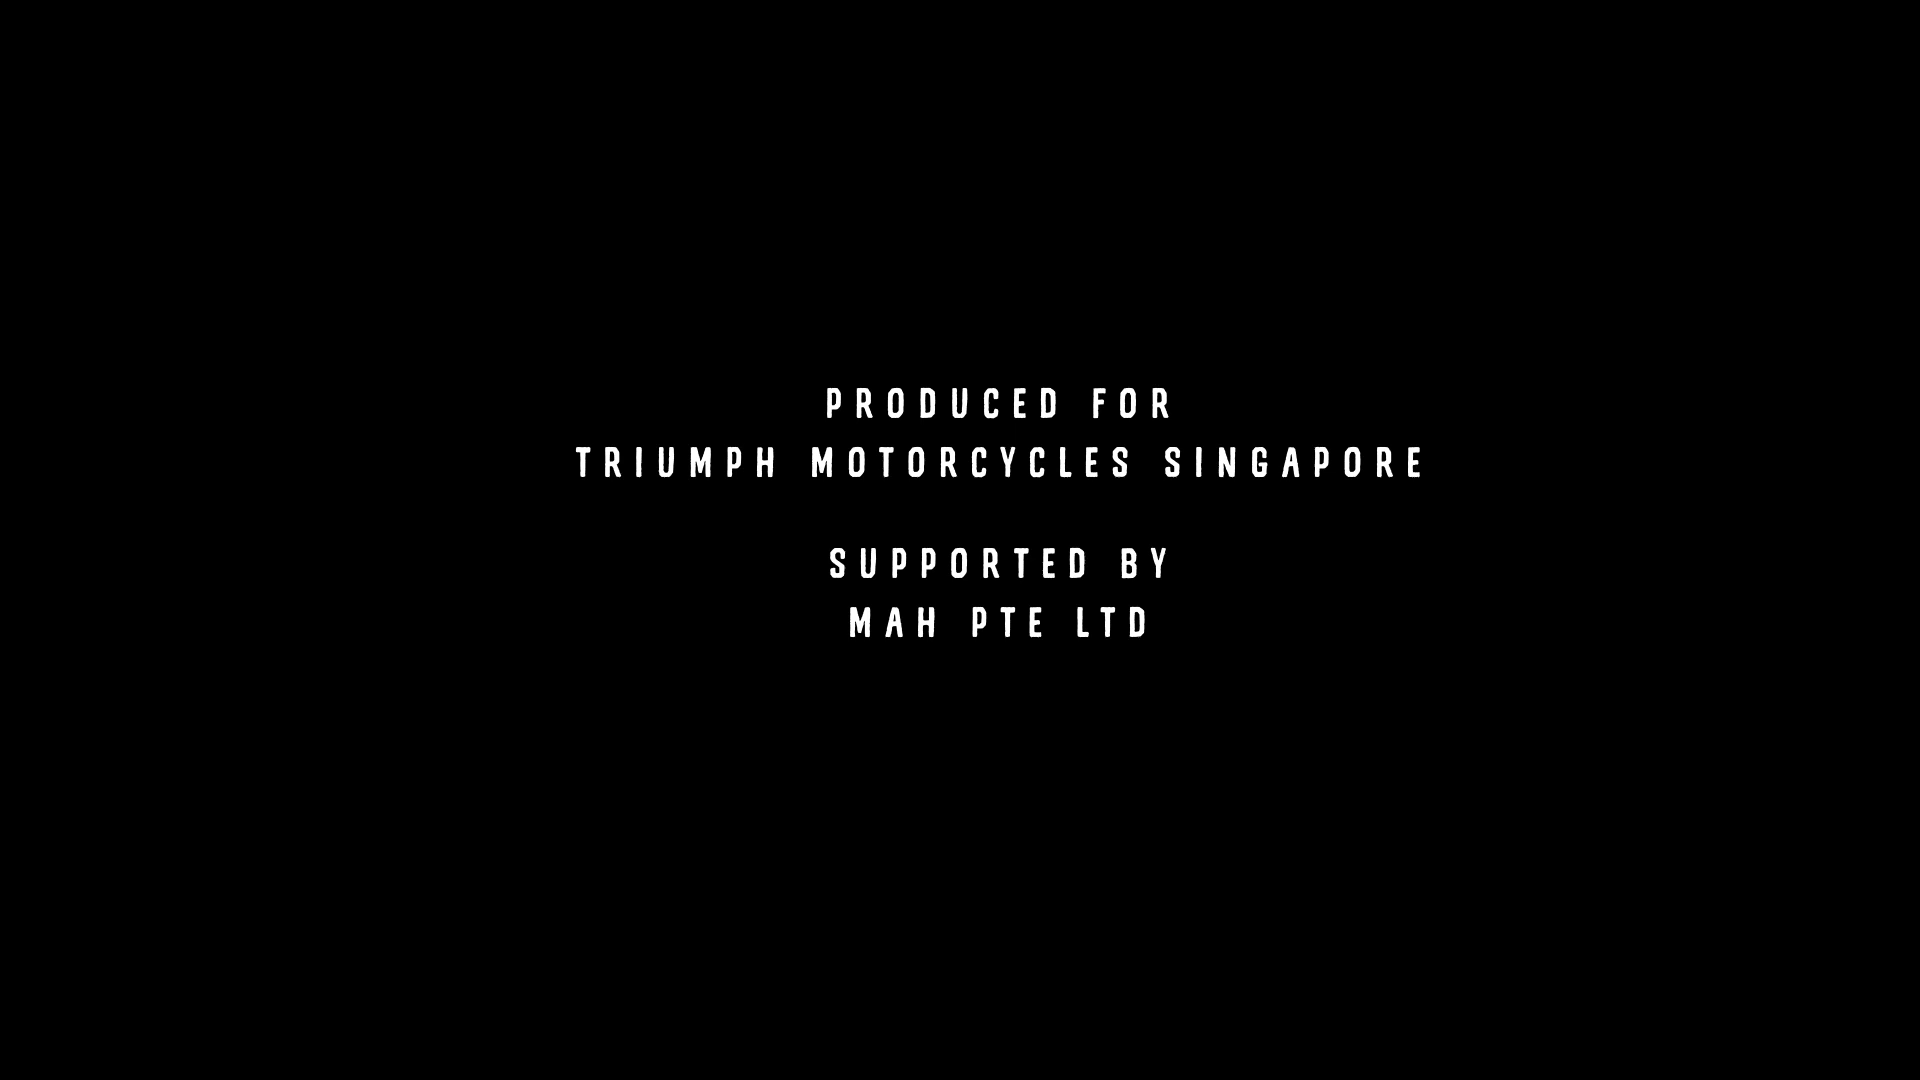 PRODUCED FOR
TRIUMPH MOTORCYCLES SINGAPORE
SUPPORTED BY
MAH PTE LTD